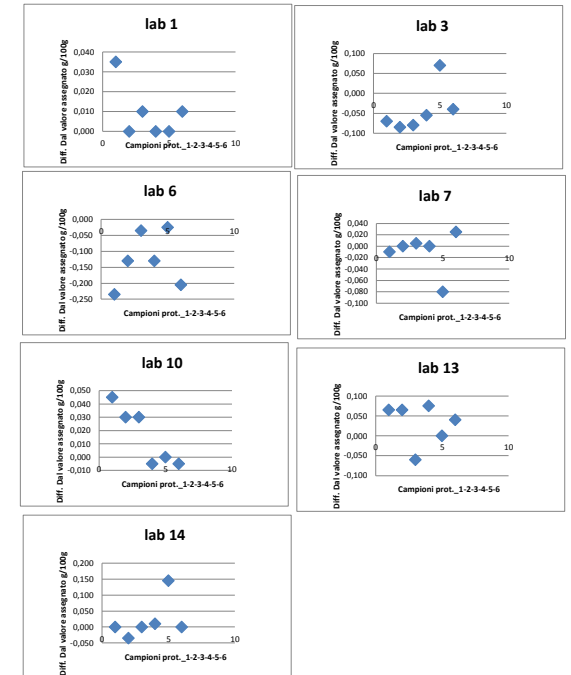 lab 1
Diff. Dal valore assegnato g/100g
0,040
0,030
0,020
0,010
0,000
0 5 10
Campioni prot._1-2-3-4-5-6
lab 3
Diff. Dal valore assegnato g/100g
0,100
0,050
0,000
-0,050
-0,100
0 5 10
Campioni prot._1-2-3-4-5-6
lab 6
Diff. Dal valore assegnato g/100g
0,000
-0,050
-0,100
-0,150
-0,200
-0,250
0 5 10
Campioni prot._1-2-3-4-5-6
lab 7
Diff. Dal valore assegnato g/100g
0,040
0,020
0,000
-0,020
-0,040
-0,060
-0,080
-0,100
0 5 10
Campioni prot._1-2-3-4-5-6
lab 10
Diff. Dal valore assegnato g/100g
0,050
0,040
0,030
0,020
0,010
0,000
-0,010
0 5 10
Campioni prot._1-2-3-4-5-6
lab 13
Diff. Dal valore assegnato g/100g
0,100
0,050
0,000
-0,050
-0,100
0 5 10
Campioni prot._1-2-3-4-5-6
lab 14
Diff. Dal valore assegnato g/100g
0,200
0,150
0,100
0,050
0,000
-0,050
0 5 10
Campioni prot._1-2-3-4-5-6